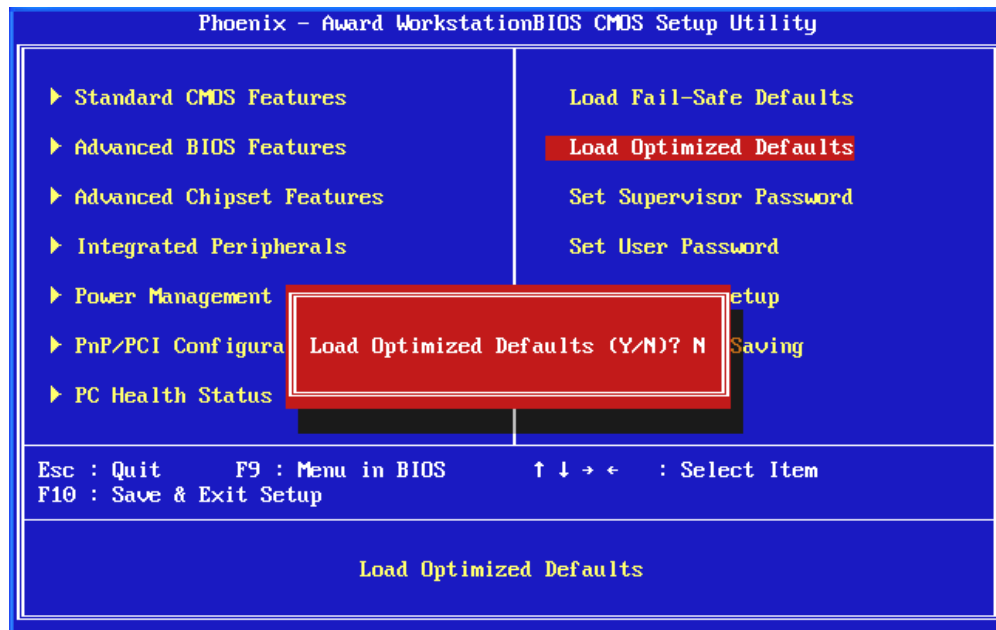 Phoenix - Award WorkstationBIOS CMOS Setup Utility
Standard CMOS Features
Advanced BIOS Features
Advanced Chipset Features
Integrated Peripherals
Power Management
PnP/PCI Configura
PC Health Status
Load Fail-Safe Defaults
Load Optimized Defaults
Set Supervisor Password
Set User Password
etup
Saving
Load Optimized Defaults (Y/N)? N
Esc : Quit F9 : Menu in BIOS ↑ ↓ → ← : Select Item
F10 : Save & Exit Setup
Load Optimized Defaults